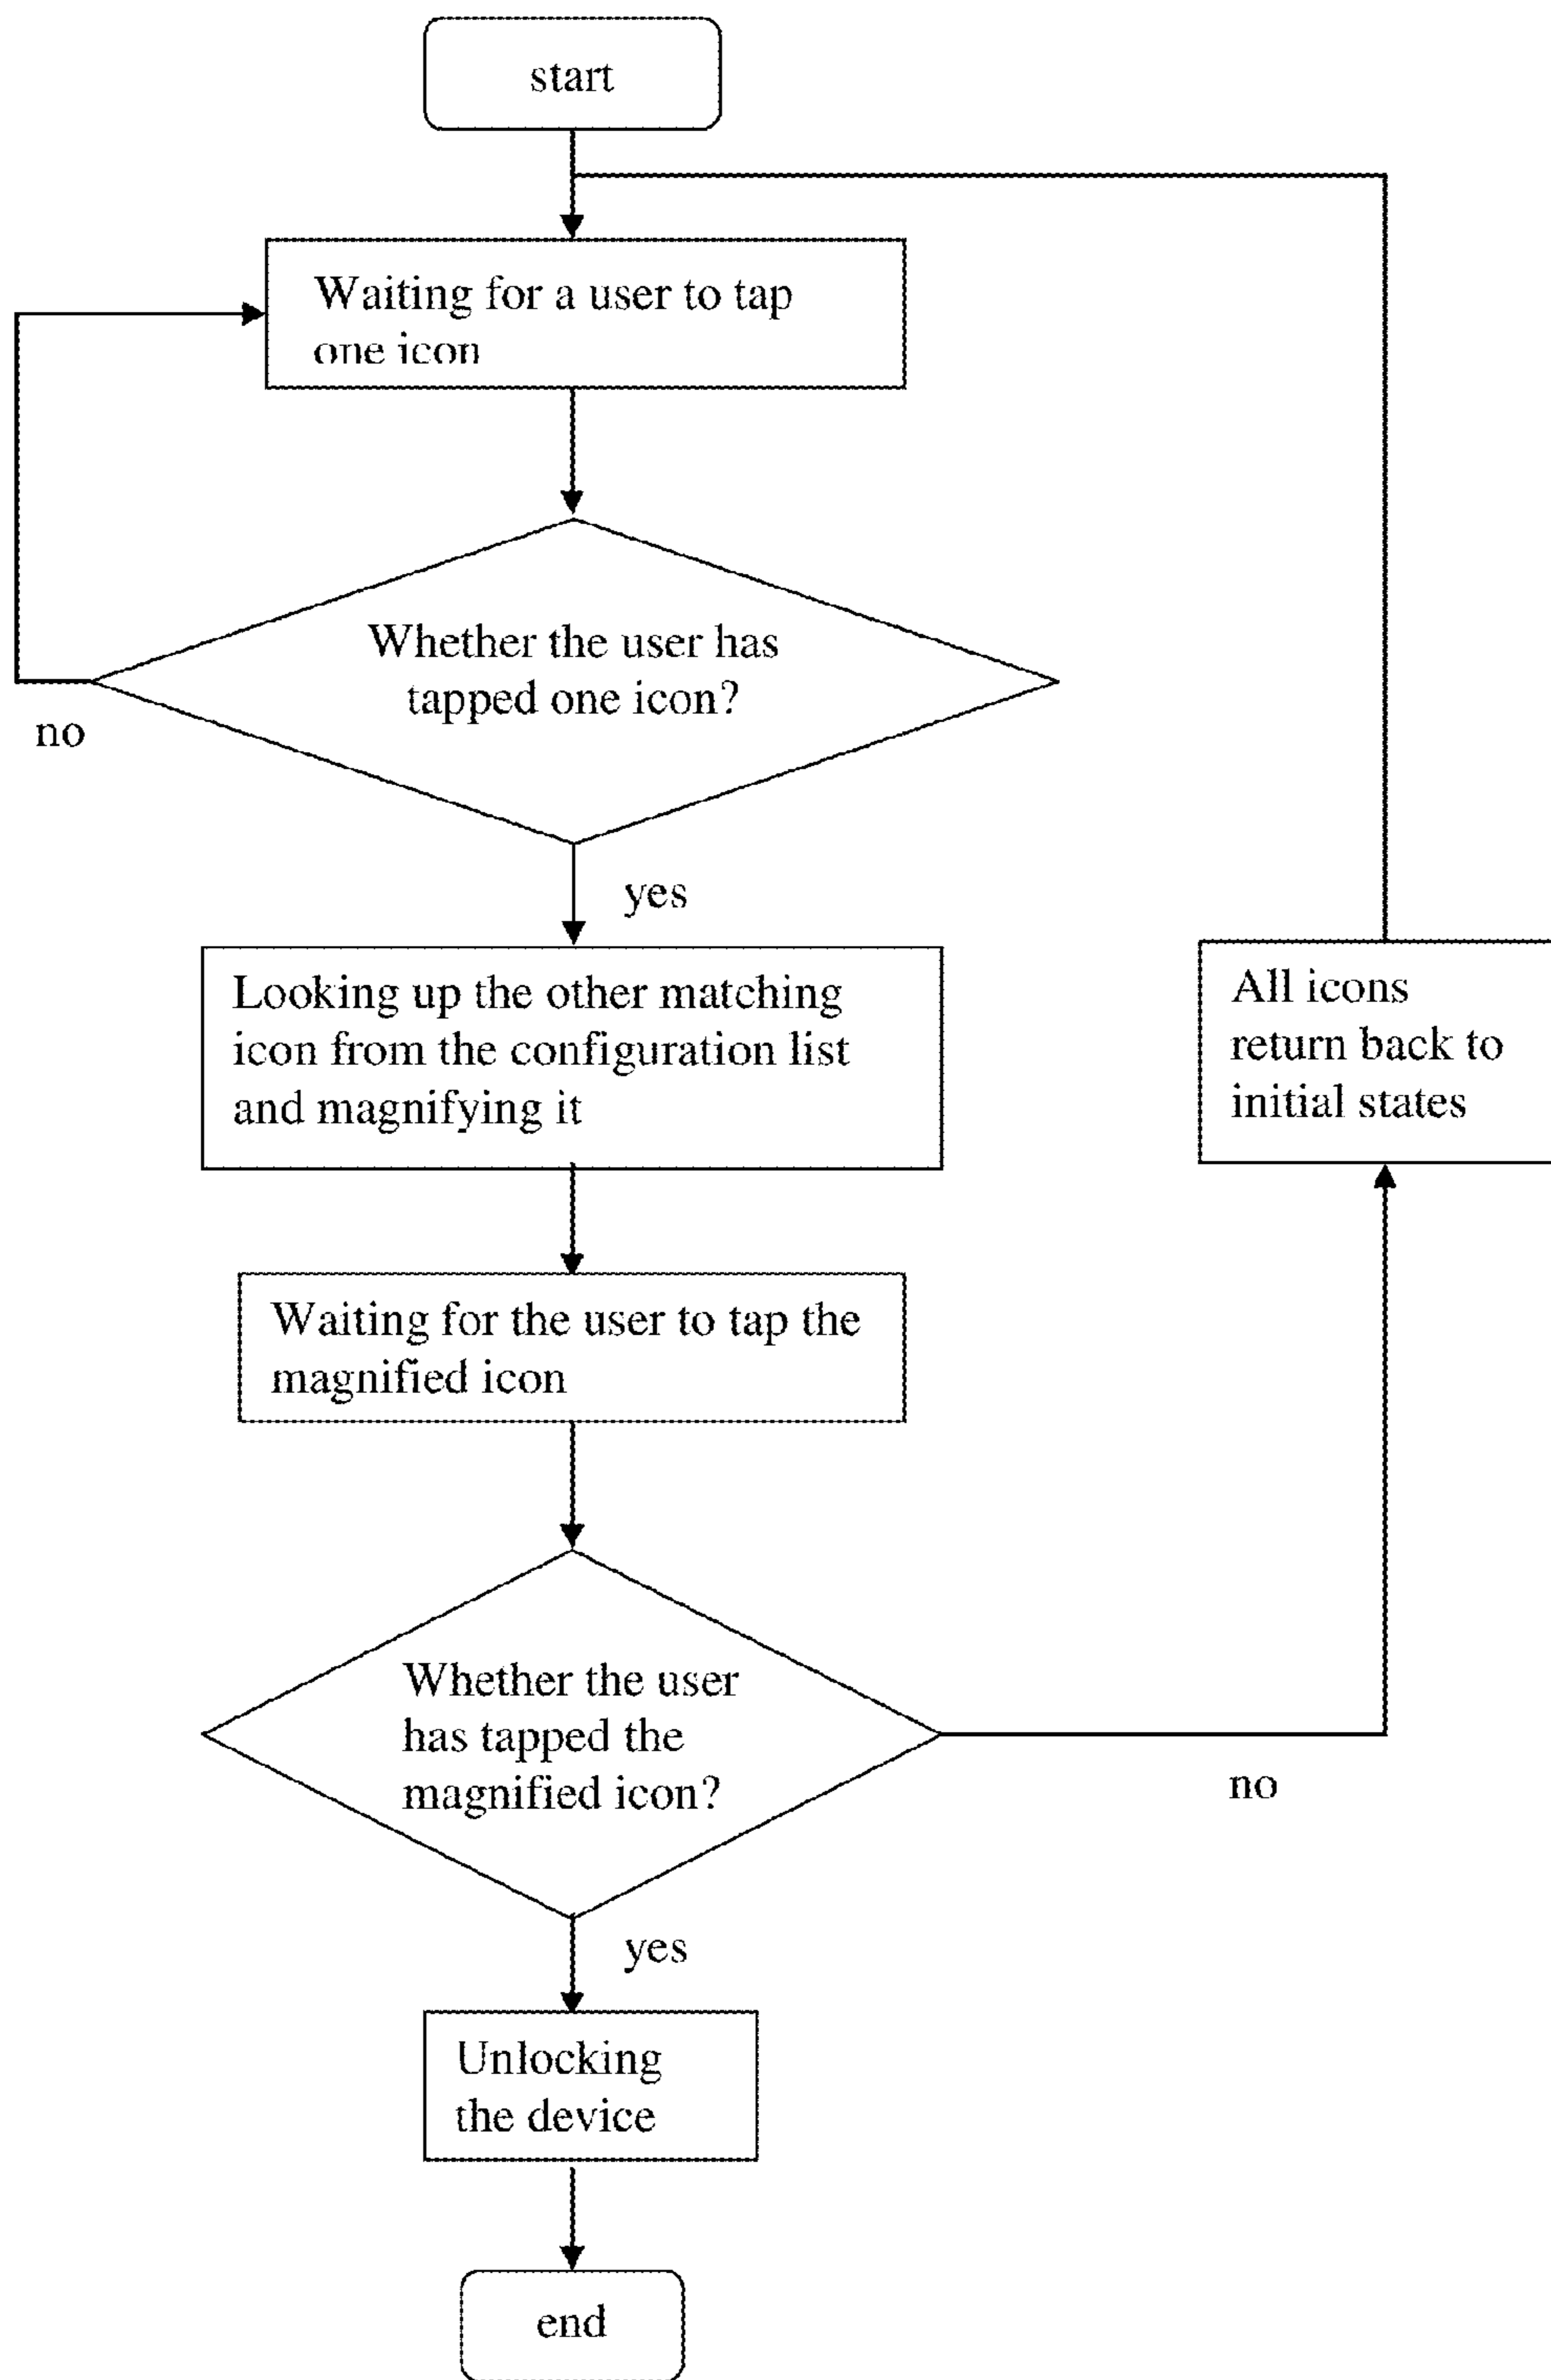 start
Waiting for a user to tap
one icon
Whether the user has
tapped one icon?
no
yes
Looking up the other matching
icon from the configuration list
and magnifying it
All icons
return back to
initial states
Waiting for the user to tap the
magnified icon
Whether the user
has tapped the
magnified icon?
no
yes
Unlocking
the device
end